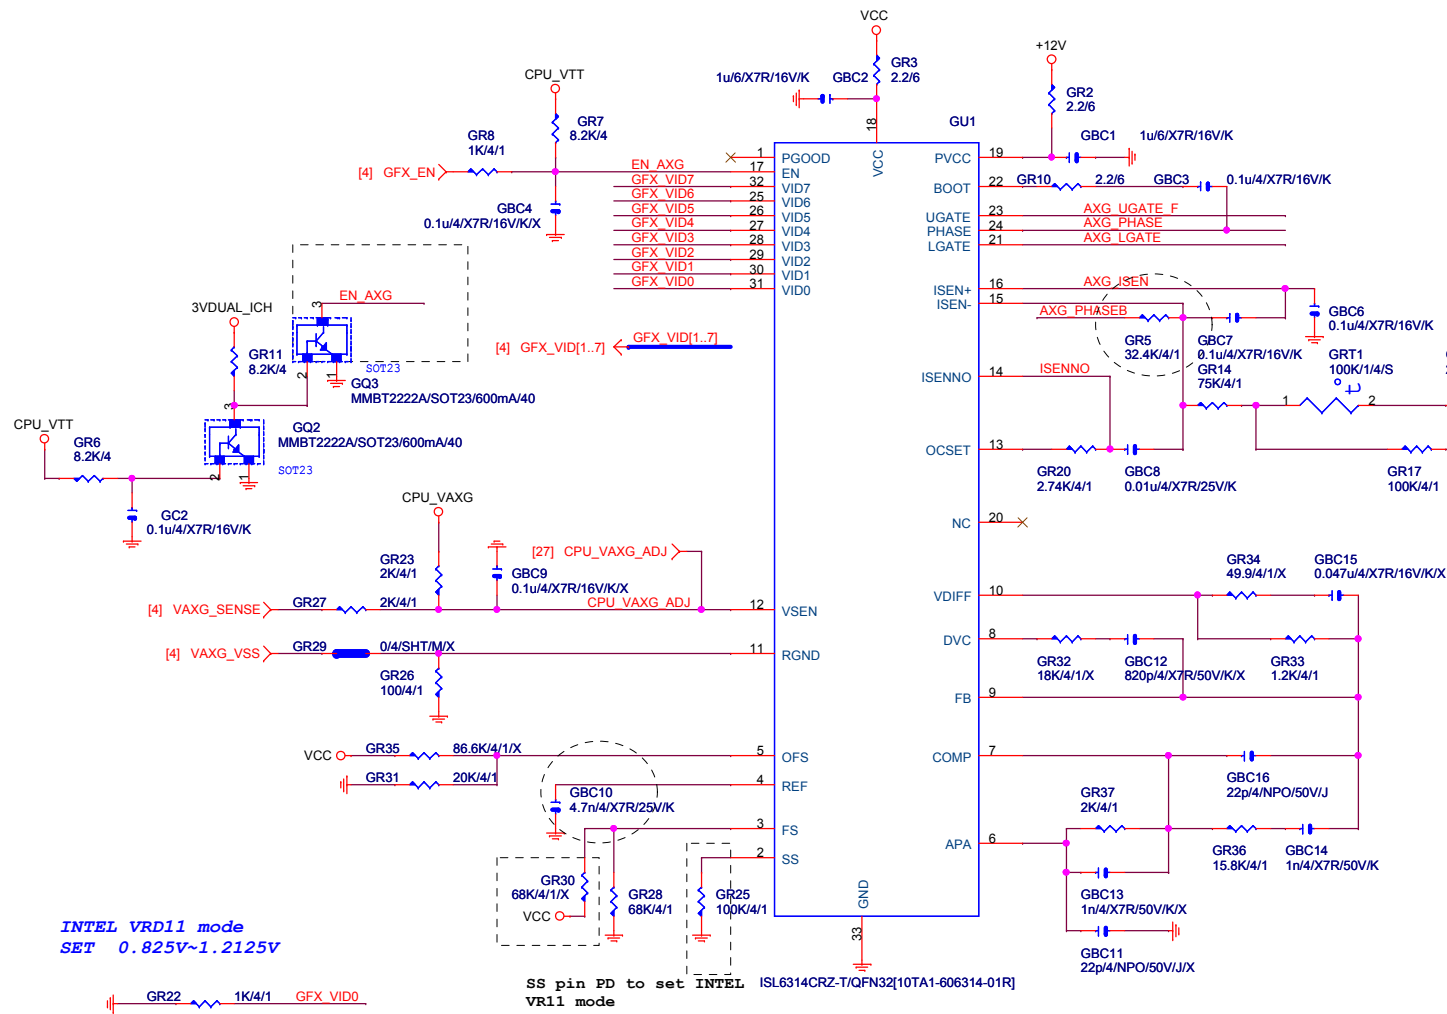 VCC
GR3
2.2/6
1u/6/X7R/16V/K
GBC2
+12V
GR2
2.2/6
CPU_VTT
GR7
8.2K/4
GR8
1K/4/1
[4] GFX_EN
GBC4
0.1u/4/X7R/16V/K/X
EN_AXG
GFX_VID7
GFX_VID6
GFX_VID5
GFX_VID4
GFX_VID3
GFX_VID2
GFX_VID1
GFX_VID0
18
GU1
GBC1
1u/6/X7R/16V/K
1 PGOOD
17 EN
32 VID7
25 VID6
26 VID5
27 VID4
28 VID3
29 VID2
30 VID1
31 VID0
VCC
PVCC 19
BOOT 22
UGATE 23
PHASE 24
LGATE 21
GR10
2.2/6
GBC3
0.1u/4/X7R/16V/K
AXG_UGATE_F
AXG_PHASE
AXG_LGATE
ISEN+ 16
ISEN- 15
AXG_ISEN
AXG_PHASEB
GR5
32.4K/4/1
GBC7
0.1u/4/X7R/16V/K
GBC6
0.1u/4/X7R/16V/K
GR14
75K/4/1
GRT1
100K/1/4/S
1
2
ISENNO 14
ISENNO
OCSET 13
GR20
2.74K/4/1
GBC8
0.01u/4/X7R/25V/K
GR17
100K/4/1
3VDUAL_ICH
EN_AXG
3
2
1
SOT23
GR11
8.2K/4
GQ3
MMBT2222A/SOT23/600mA/40
[4] GFX_VID[1..7]
GFX_VID[1..7]
CPU_VTT
GR6
8.2K/4
3
2
1
GQ2
MMBT2222A/SOT23/600mA/40
SOT23
GC2
0.1u/4/X7R/16V/K
NC 20
CPU_VAXG
GR23
2K/4/1
GBC9
0.1u/4/X7R/16V/K/X
[27] CPU_VAXG_ADJ
[4] VAXG_SENSE
GR27
2K/4/1
CPU_VAXG_ADJ
12 VSEN
[4] VAXG_VSS
GR29
0/4/SHT/M/X
11 RGND
GR26
100/4/1
GR34
49.9/4/1/X
GBC15
0.047u/4/X7R/16V/K/X
VDIFF 10
DVC 8
GR32
18K/4/1/X
GBC12
820p/4/X7R/50V/K/X
GR33
1.2K/4/1
FB 9
VCC
GR35
86.6K/4/1/X
5 OFS
GR31
20K/4/1
4 REF
GBC10
4.7n/4/X7R/25V/K
3 FS
2 SS
COMP 7
GBC16
22p/4/NPO/50V/J
GR37
2K/4/1
APA 6
GR36
15.8K/4/1
GBC14
1n/4/X7R/50V/K
GR30
68K/4/1/X
VCC
GR28
68K/4/1
GR25
100K/4/1
GND
33
GBC13
1n/4/X7R/50V/K/X
GBC11
22p/4/NPO/50V/J/X
INTEL VRD11 mode
SET 0.825V~1.2125V
SS pin PD to set INTEL
VR11 mode
ISL6314CRZ-T/QFN32[10TA1-606314-01R]
GR22
1K/4/1
GFX_VID0